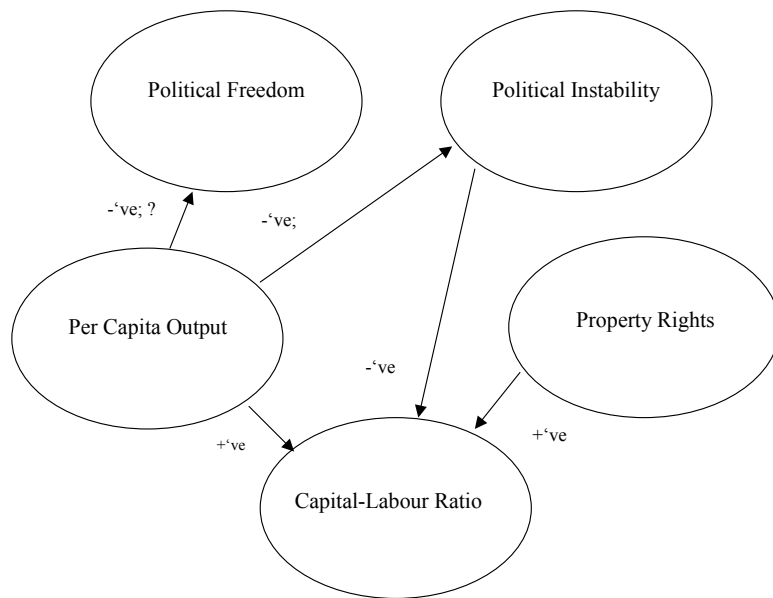 Political Freedom
Political Instability
-‘ve; ?
-‘ve;
Per Capita Output
Property Rights
-‘ve
+‘ve
+‘ve
Capital-Labour Ratio